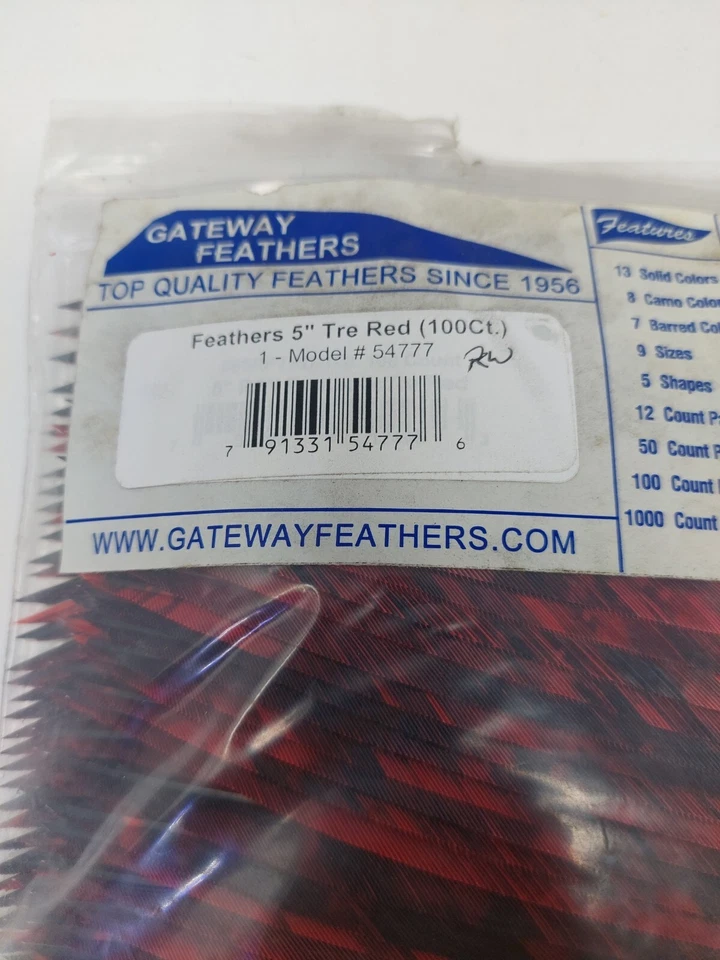 GATEWAY
FEATHERS
TOP QUALITY FEATHERS SINCE 1956
Feathers 5" Tre Red (100Ct.)
1 - Model # 54777
RW
7 91331 54777 6
WWW.GATEWAYFEATHERS.COM
Features
13 Solid Colors
8 Camo
7 Barred
9 Sizes
5 Shapes
12 Count
50 Count
100 Count
1000 Count